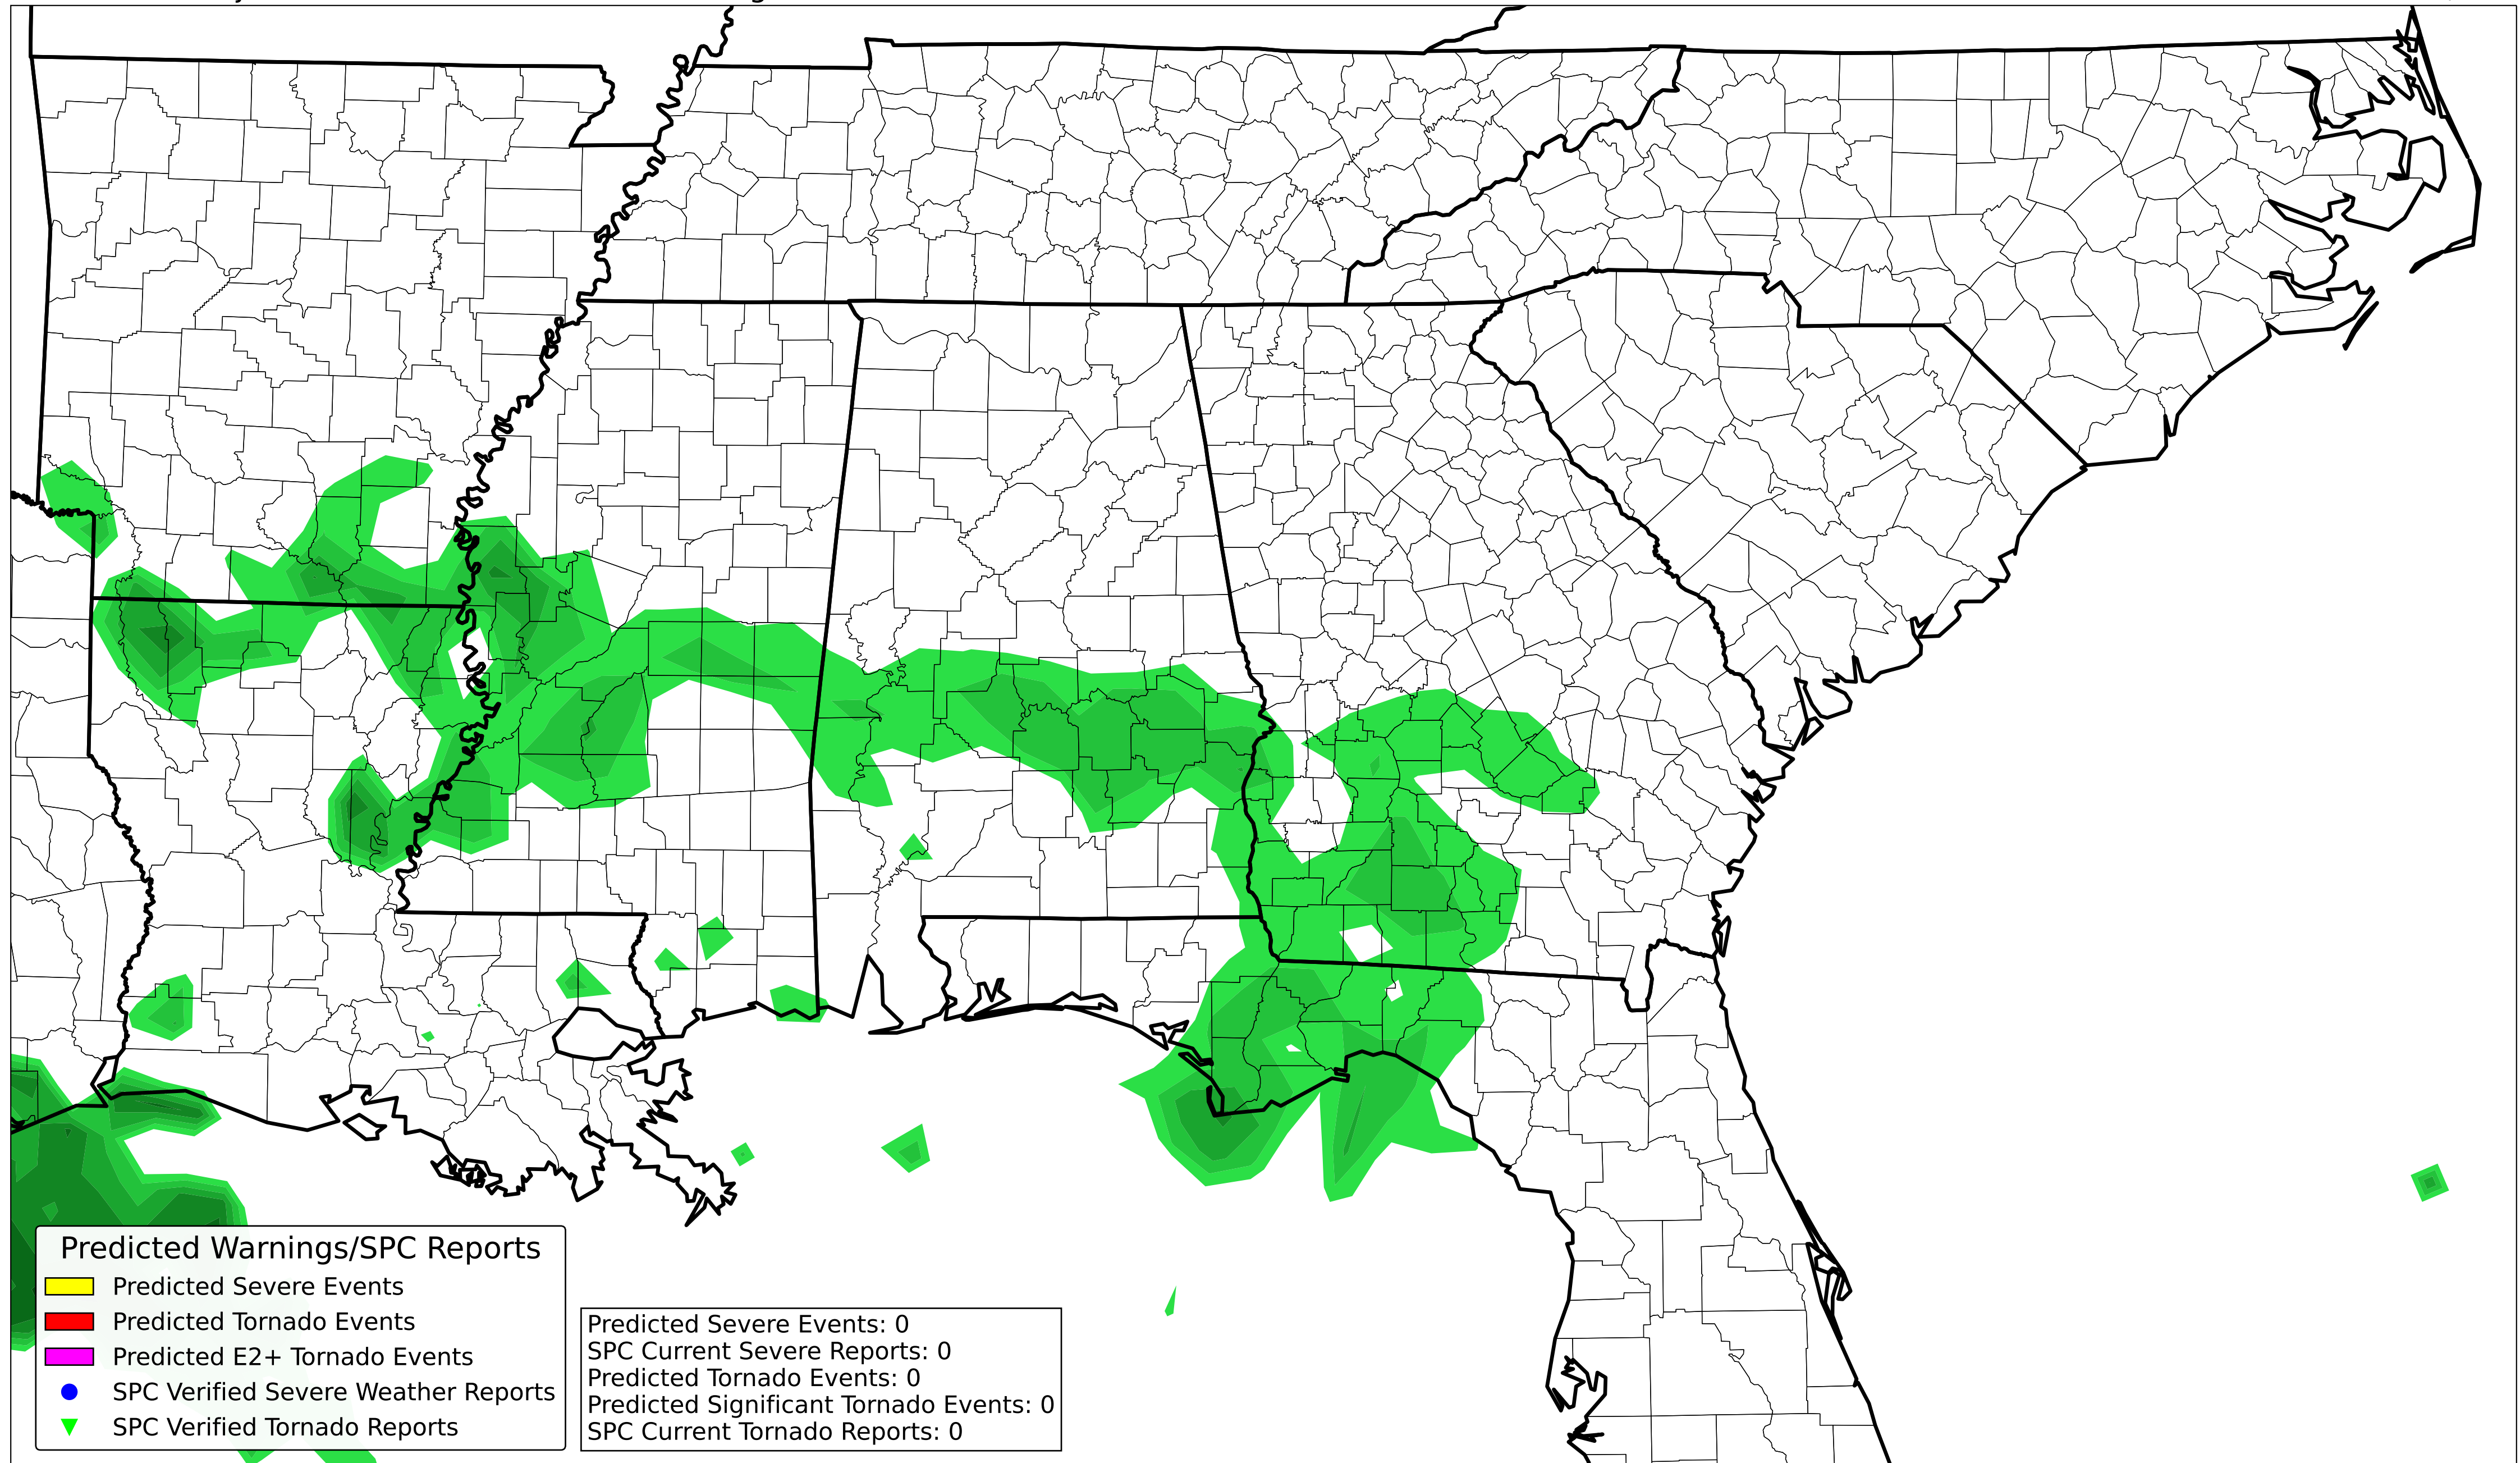 Predicted Warnings/SPC Reports
Predicted Severe Events
Predicted Tornado Events
Predicted E2+ Tornado Events
SPC Verified Severe Weather Reports
SPC Verified Tornado Reports
Predicted Severe Events: 0
SPC Current Severe Reports: 0
Predicted Tornado Events: 0
Predicted Significant Tornado Events: 0
SPC Current Tornado Reports: 0